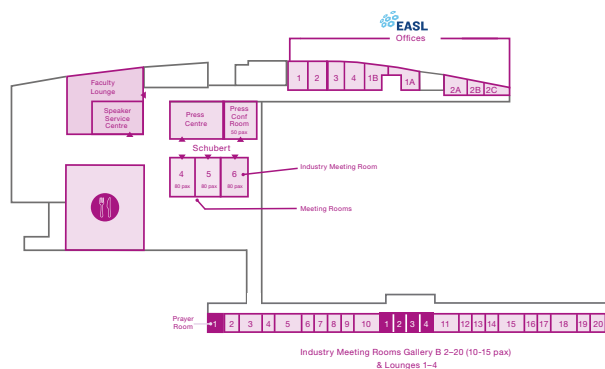 EASL
Offices
1 2 3 4 1B 1A 2A 2B 2C
Faculty
Lounge
Speaker
Service
Centre
Press
Centre
Press
Conf
Room
50 pax
Schubert
4 5 6
80 pax 80 pax 80 pax
Industry Meeting Room
Meeting Rooms
Prayer
Room
1 2 3 4 5 6 7 8 9 10 1 2 3 4 11 12 13 14 15 16 17 18 19 20
Industry Meeting Rooms Gallery B 2–20 (10-15 pax)
& Lounges 1–4